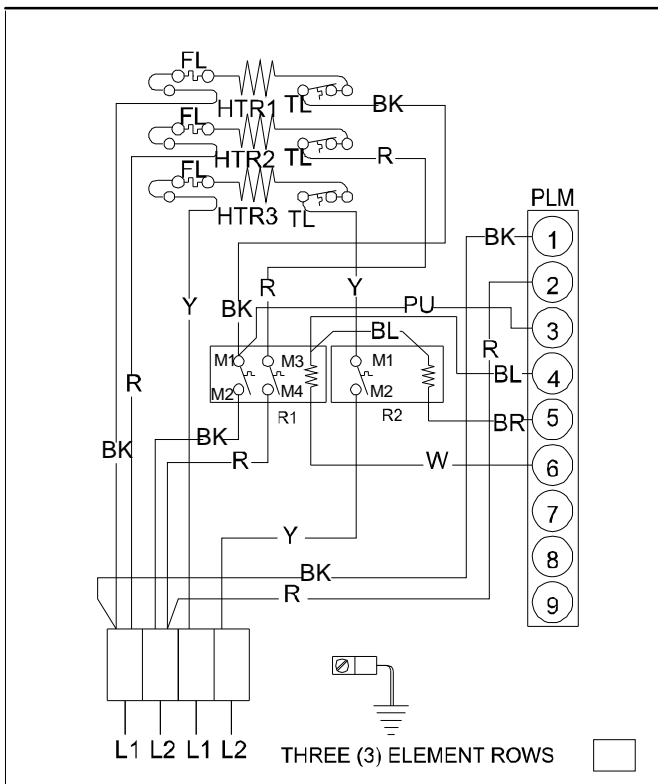 FL
HTR1 TL BK
FL
HTR2 TL R
FL
HTR3 TL
PLM
BK 1
2
R Y PU 3
Y BK BL R
M1 M3 M1 BL 4
M2 M4 M2
R1 R2 BR 5
R BK
BK R W 6
7
Y
BK 8
R 9
L1 L2 L1 L2
THREE (3) ELEMENT ROWS